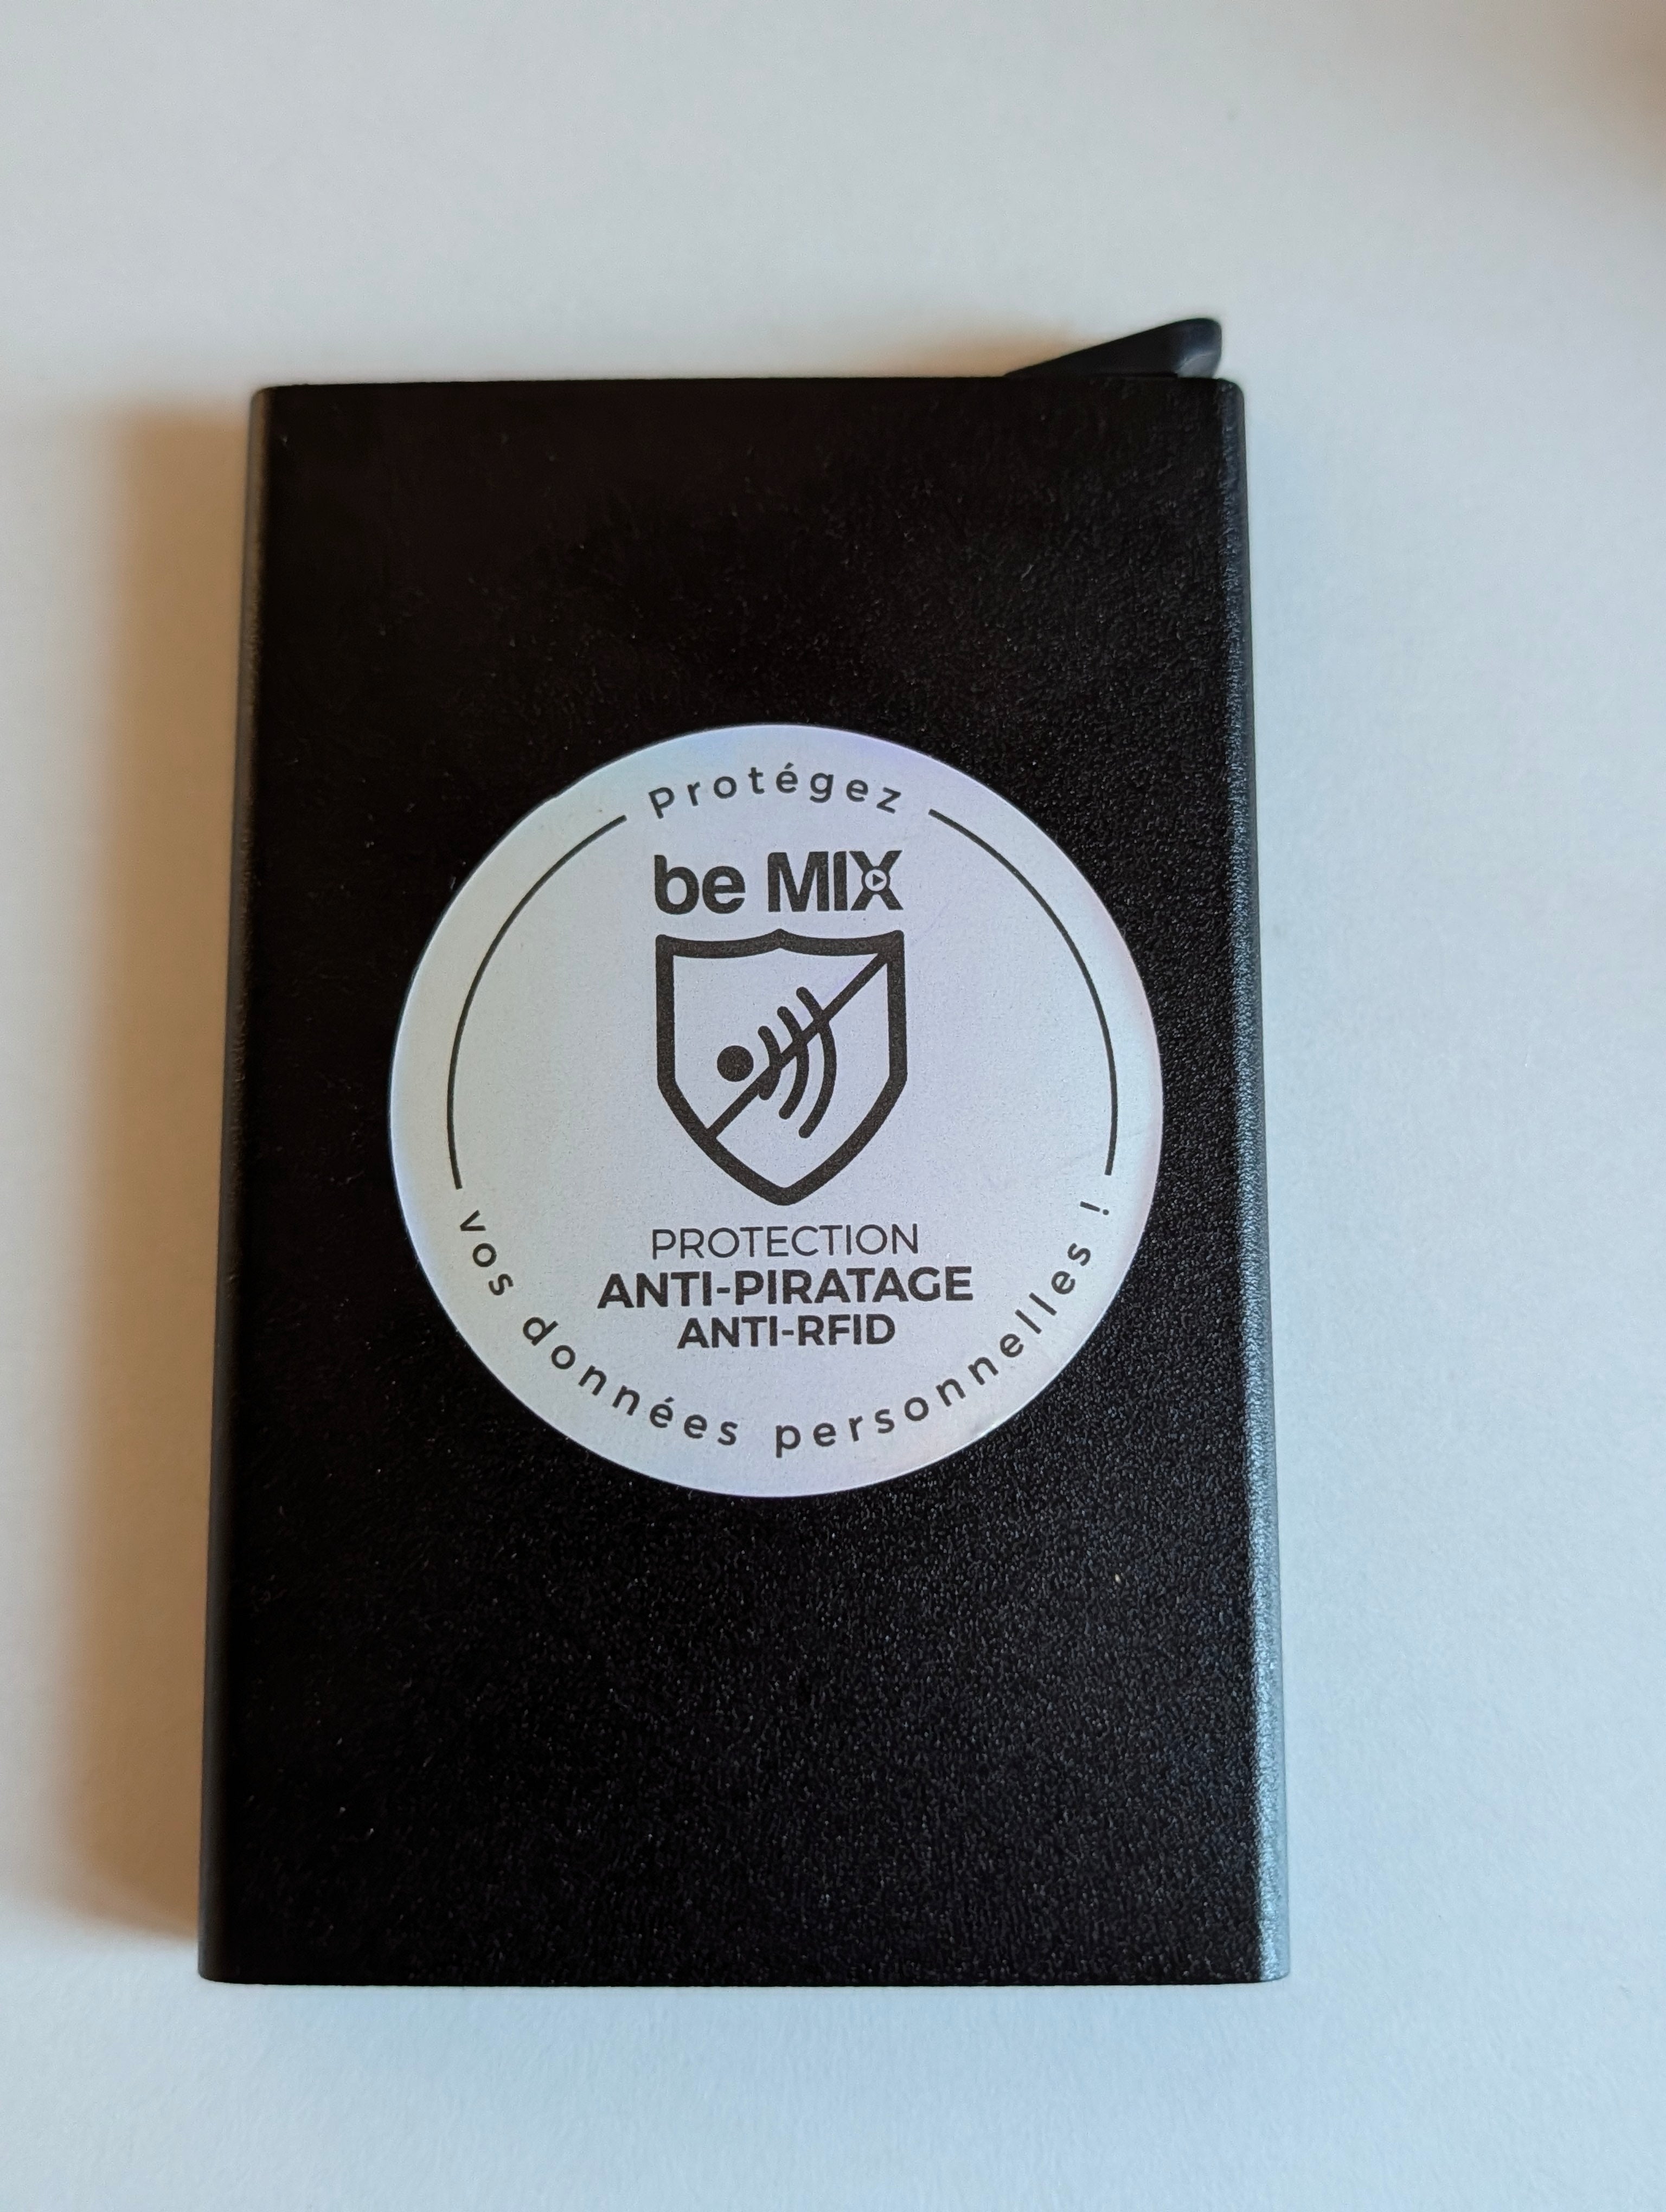 Protégez
be MIX
PROTECTION
ANTI-PIRATAGE
ANTI-RFID
vos données personnelles !